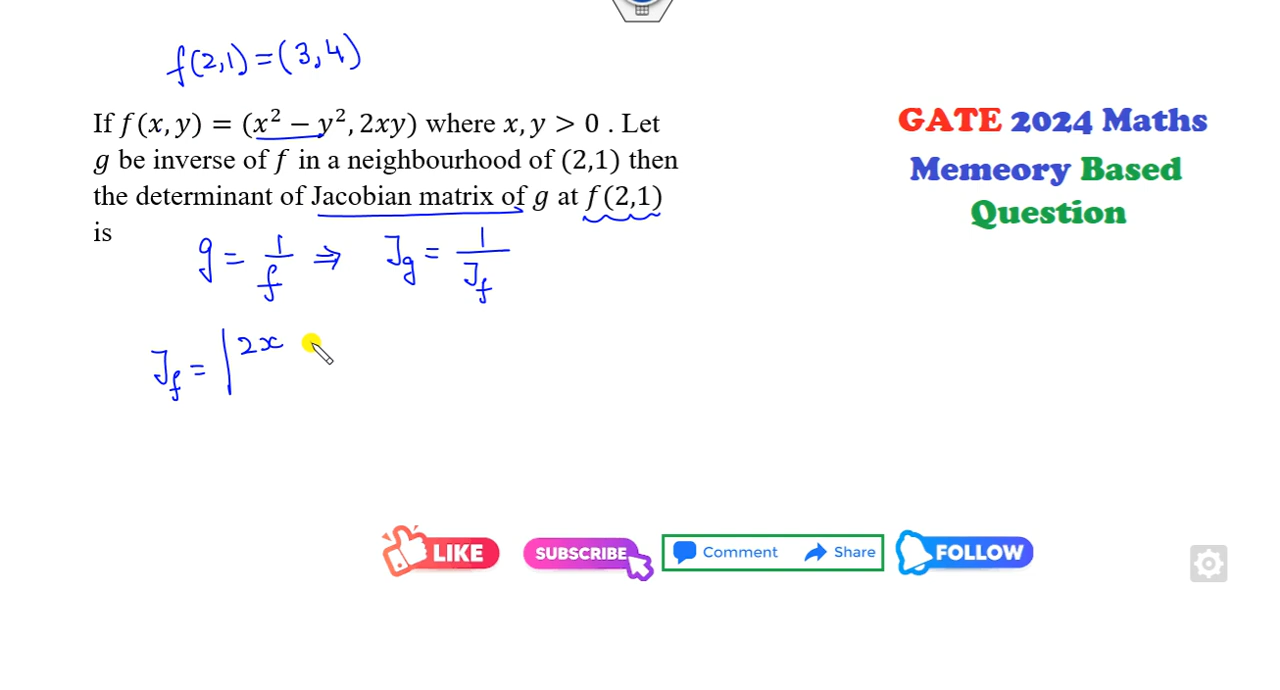 f(2,1)=(3,4)
If f(x, y) = (x² − y², 2xy) where x, y > 0 . Let
g be inverse of f in a neighbourhood of (2,1) then
the determinant of Jacobian matrix of g at f(2,1)
is
g = 1/f ⇒ J_g = 1/J_f
J_f = | 2x
GATE 2024 Maths
Memeory Based
Question
LIKE
SUBSCRIBE
Comment
Share
FOLLOW